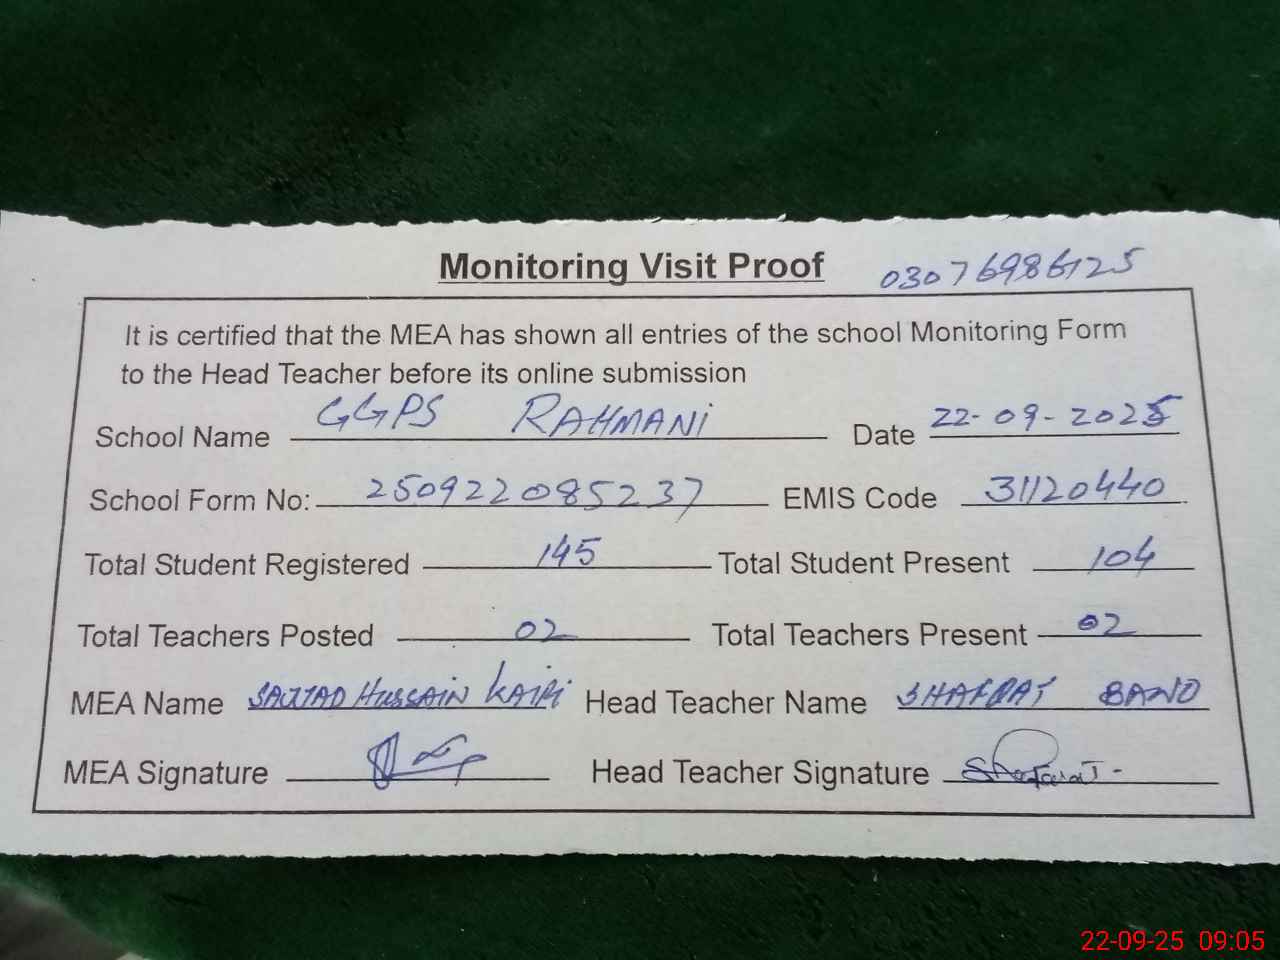 Monitoring Visit Proof 03076986125
It is certified that the MEA has shown all entries of the school Monitoring Form
to the Head Teacher before its online submission
School Name GGPS RAHMANi Date 22-09-2025
School Form No: 250922085237 EMIS Code 31120440
Total Student Registered 145 Total Student Present 104
Total Teachers Posted 02 Total Teachers Present 02
MEA Name SAJJAD HUSSAIN Head Teacher Name SHAFQAT BANO
MEA Signature Head Teacher Signature
22-09-25 09:05